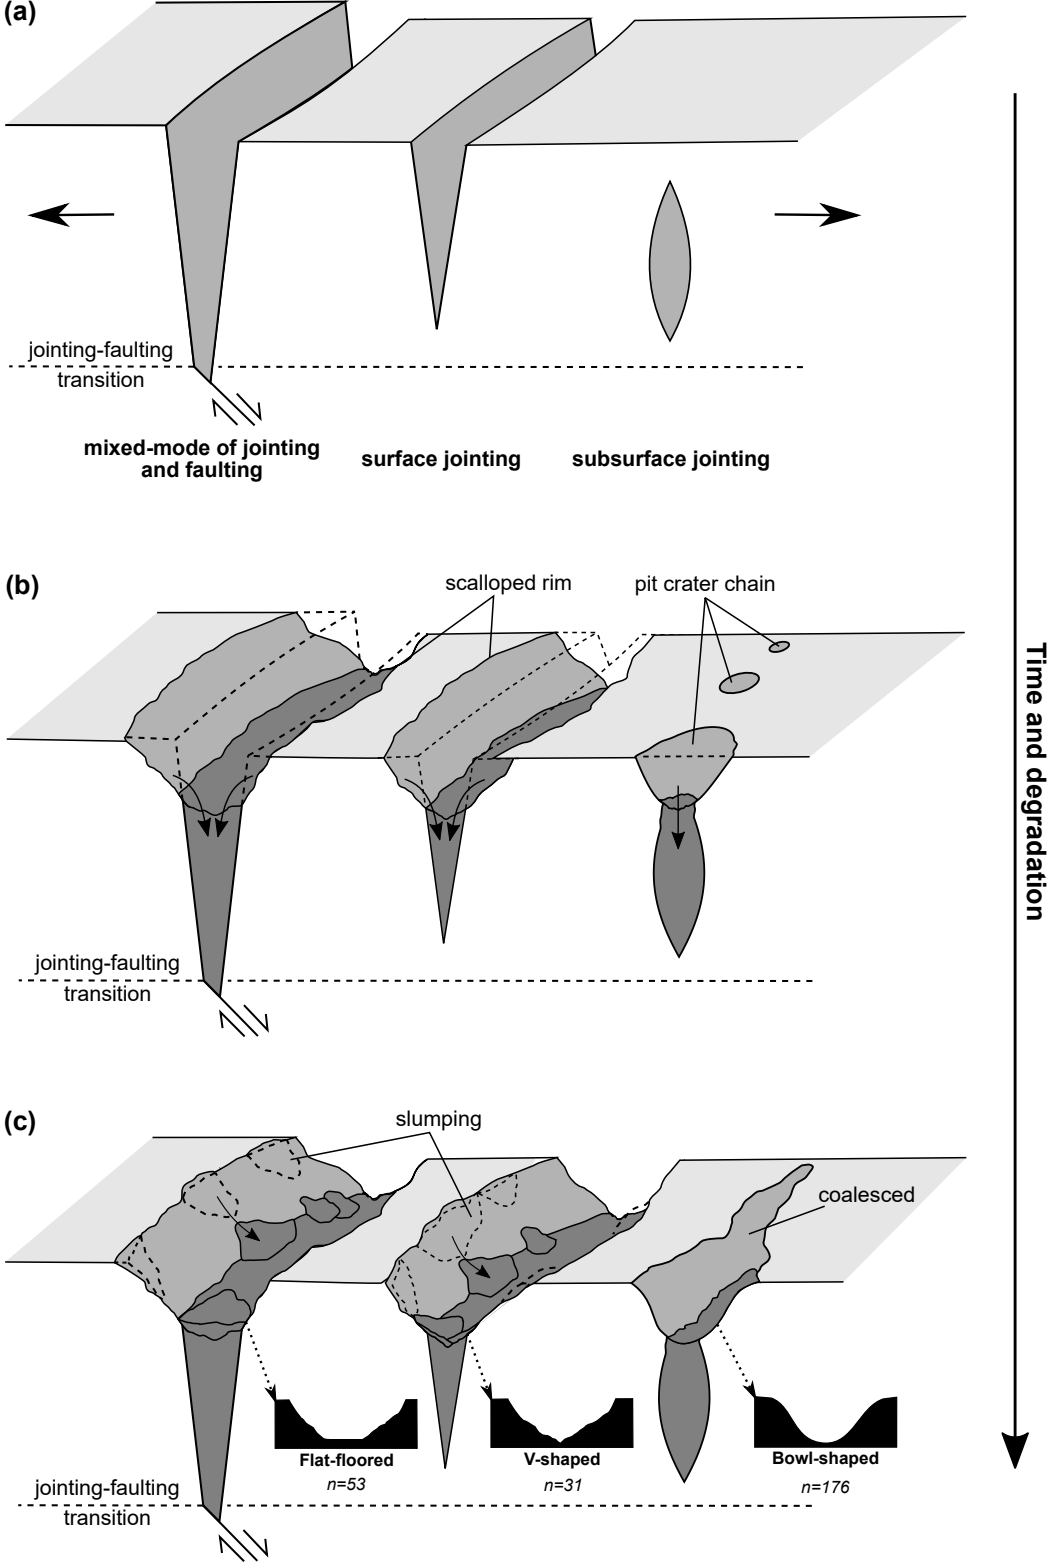 (a)
jointing-faulting
transition
mixed-mode of jointing
and faulting
surface jointing
subsurface jointing
(b)
scalloped rim
pit crater chain
jointing-faulting
transition
Time and degradation
(c)
slumping
coalesced
Flat-floored
n=53
V-shaped
n=31
Bowl-shaped
n=176
jointing-faulting
transition